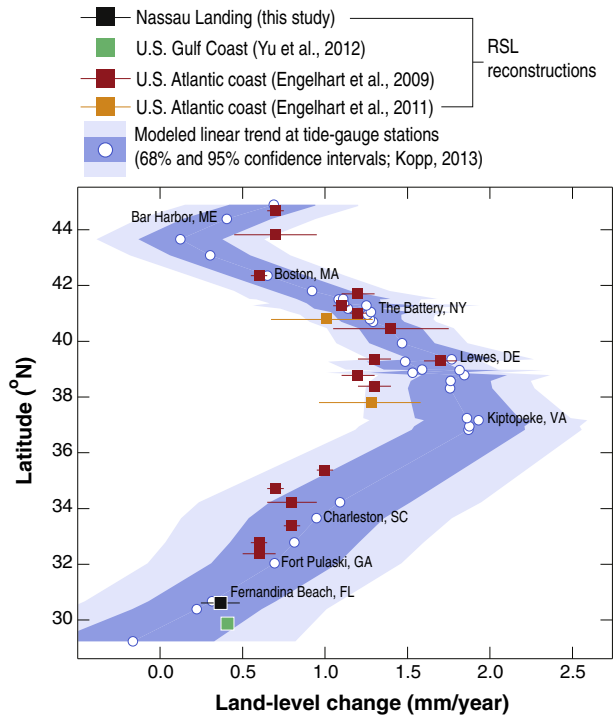 Nassau Landing (this study)
U.S. Gulf Coast (Yu et al., 2012)
U.S. Atlantic coast (Engelhart et al., 2009)
U.S. Atlantic coast (Engelhart et al., 2011)
RSL
reconstructions
Modeled linear trend at tide-gauge stations
(68% and 95% confidence intervals; Kopp, 2013)
44
42
40
38
36
34
32
30
Latitude (°N)
Bar Harbor, ME
Boston, MA
The Battery, NY
Lewes, DE
Kiptopeke, VA
Charleston, SC
Fort Pulaski, GA
Fernandina Beach, FL
0.0 0.5 1.0 1.5 2.0 2.5
Land-level change (mm/year)